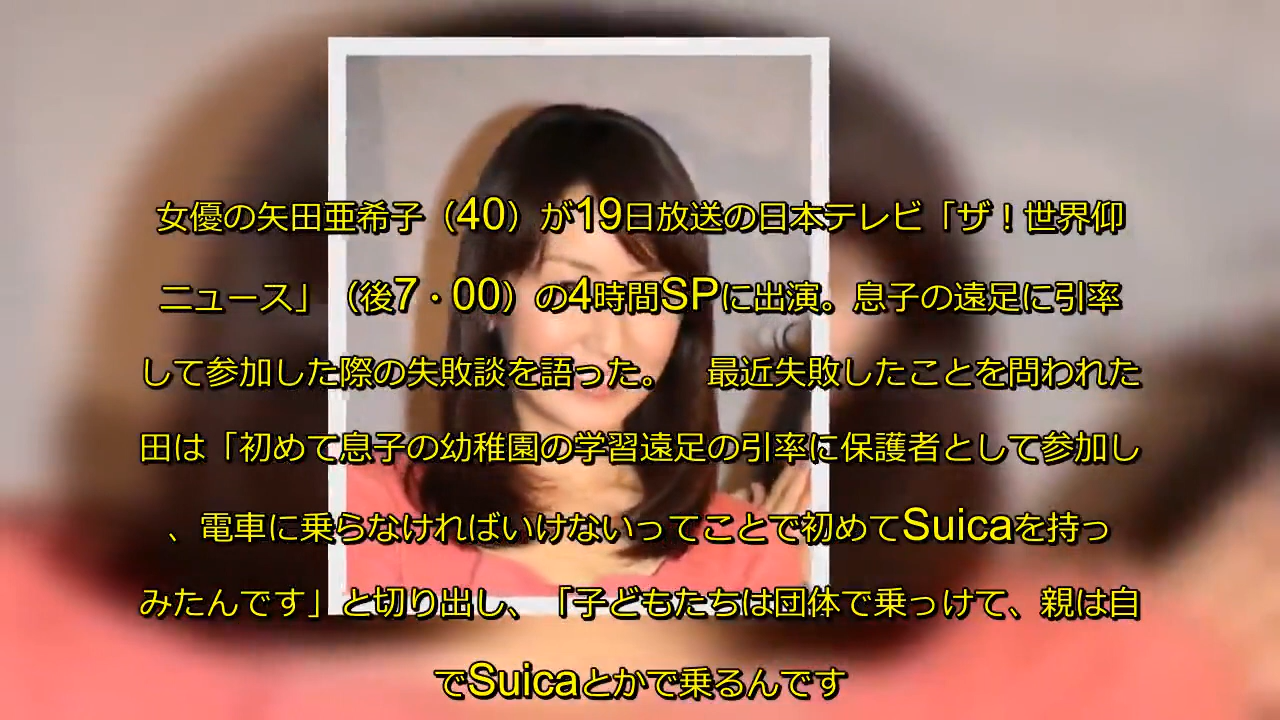 女優の矢田亜希子（40）が19日放送の日本テレビ「ザ！世界仰
ニュース」（後7・00）の4時間SPに出演。息子の遠足に引率
して参加した際の失敗談を語った。　最近失敗したことを問われた
田は「初めて息子の幼稚園の学習遠足の引率に保護者として参加し
、電車に乗らなければいけないってことで初めてSuicaを持っ
みたんです」と切り出し、「子どもたちは団体で乗っけて、親は自
でSuicaとかで乗るんです